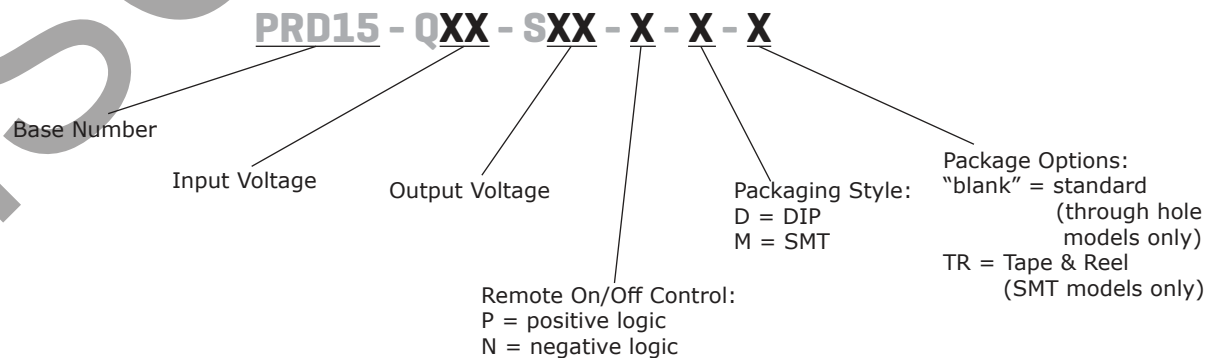 PRD15 - QXX - SXX - X - X - X
Base Number
Input Voltage
Output Voltage
Remote On/Off Control:
P = positive logic
N = negative logic
Packaging Style:
D = DIP
M = SMT
Package Options:
“blank” = standard
(through hole
models only)
TR = Tape & Reel
(SMT models only)